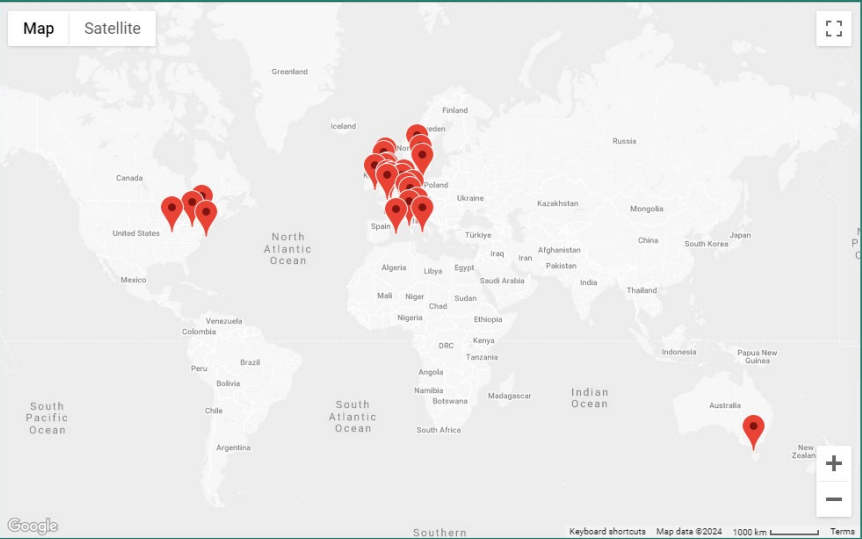 Map
Satellite
Greenland
Iceland
Finland
eden
Nor
Russia
Canada
Poland
Ukraine
Kazakhstan
Mongolia
Spain
United States
North
Atlantic
Ocean
Türkiye
China
Japan
South Korea
Afghanistan
Iraq
Iran
Pakistan
Algeria
Libya
Egypt
Saudi Arabia
India
Thailand
Mexico
Mali
Niger
Sudan
Chad
Nigeria
Ethiopia
Venezuela
Colombia
DRC
Kenya
Tanzania
Indonesia
Papua New
Guinea
Peru
Brazil
Bolivia
Angola
Namibia
Botswana
Madagascar
Indian
Ocean
Australia
South
Pacific
Ocean
Chile
South
Atlantic
Ocean
South Africa
Argentina
New
Zealan
Google
Southern
Keyboard shortcuts
Map data ©2024
1000 km
Terms